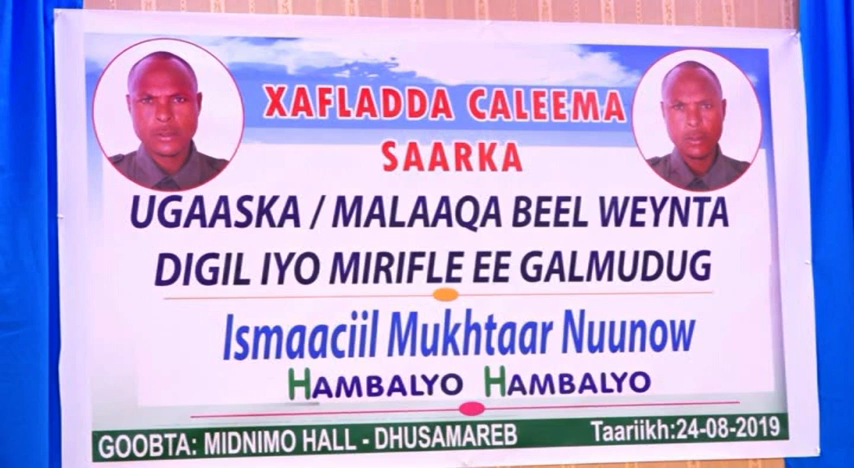 XAFLADDA CALEEMA
SAARKA
UGAASKA / MALAAQA BEEL WEYNTA
DIGIL IYO MIRIFLE EE GALMUDUG
Ismaaciil Mukhtaar Nuunow
HAMBALYO HAMBALYO
GOOBTA: MIDNIMO HALL - DHUSAMAREB Taariikh:24-08-2019